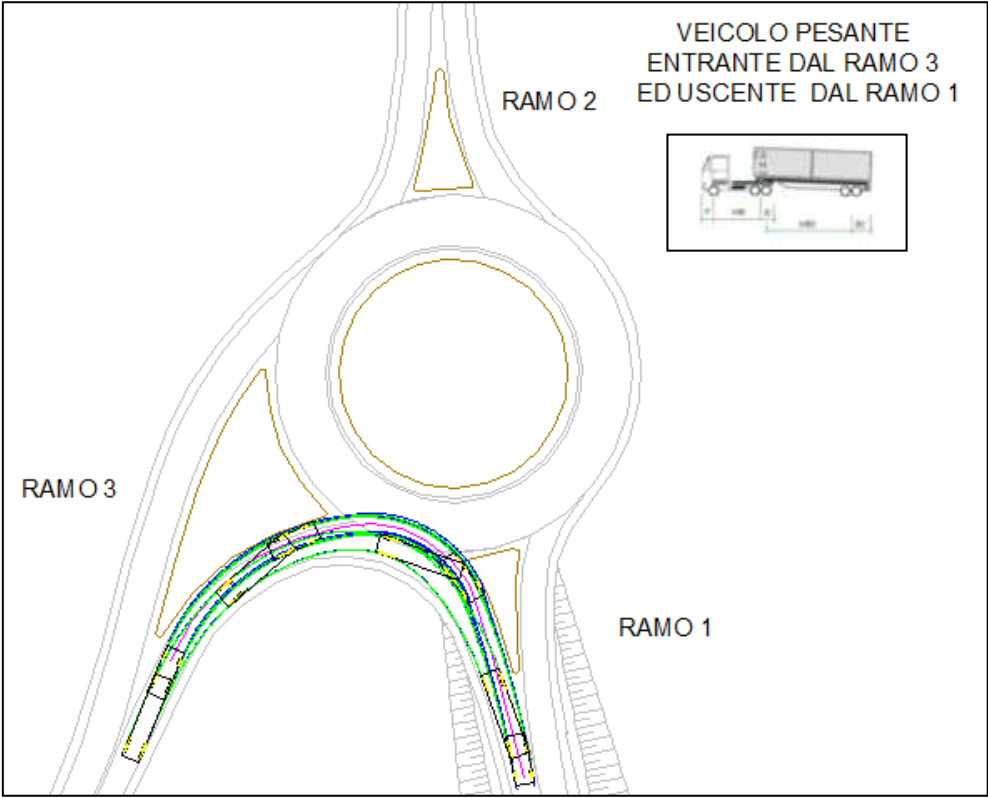 VEICOLO PESANTE
ENTRANTE DAL RAMO 3
ED USCENTE DAL RAMO 1
RAMO 2
RAMO 3
RAMO 1